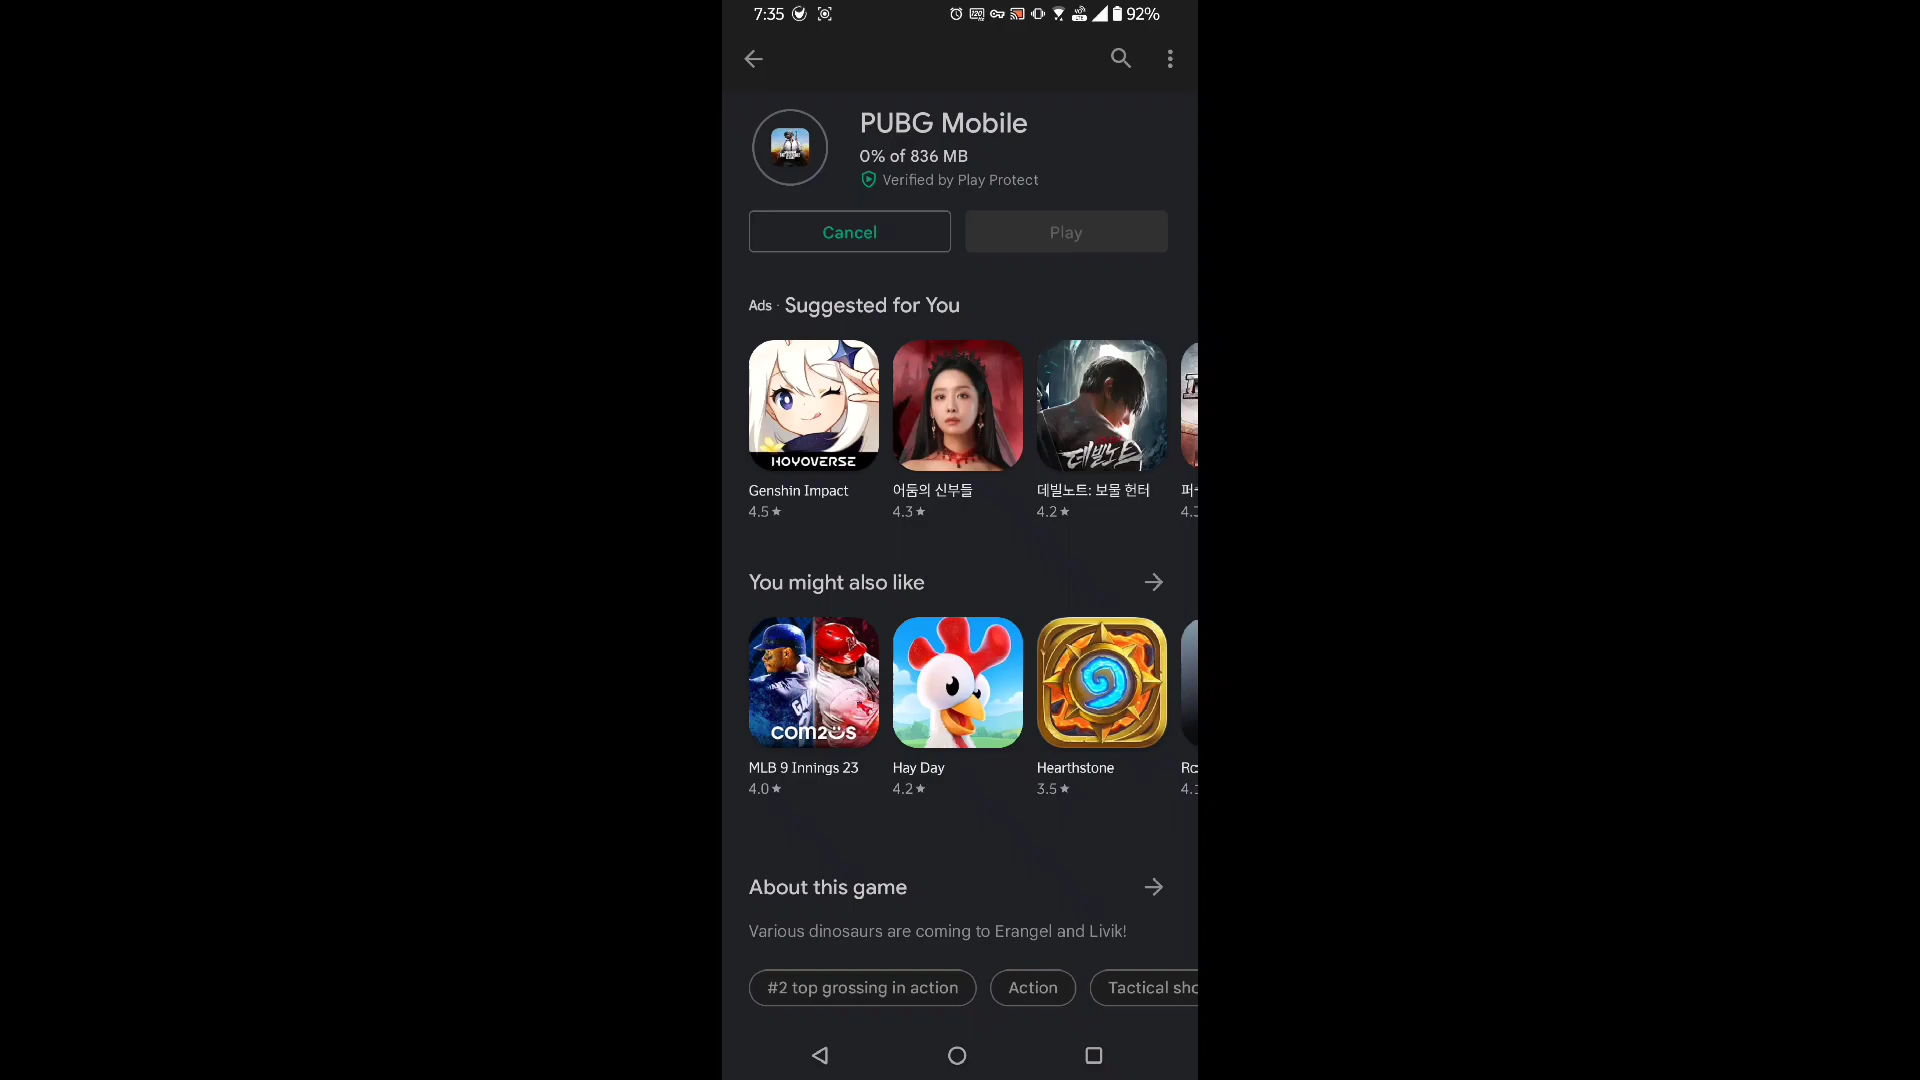 7:35
92%
PUBG Mobile
0% of 836 MB
Verified by Play Protect
Cancel
Play
Ads · Suggested for You
HOYOVERSE
데빌노트
Genshin Impact
어둠의 신부들
데빌노트: 보물 헌터
4.5★
4.3★
4.2★
You might also like
com2us
MLB 9 Innings 23
Hay Day
Hearthstone
4.0★
4.2★
3.5★
About this game
Various dinosaurs are coming to Erangel and Livik!
#2 top grossing in action
Action
Tactical sho